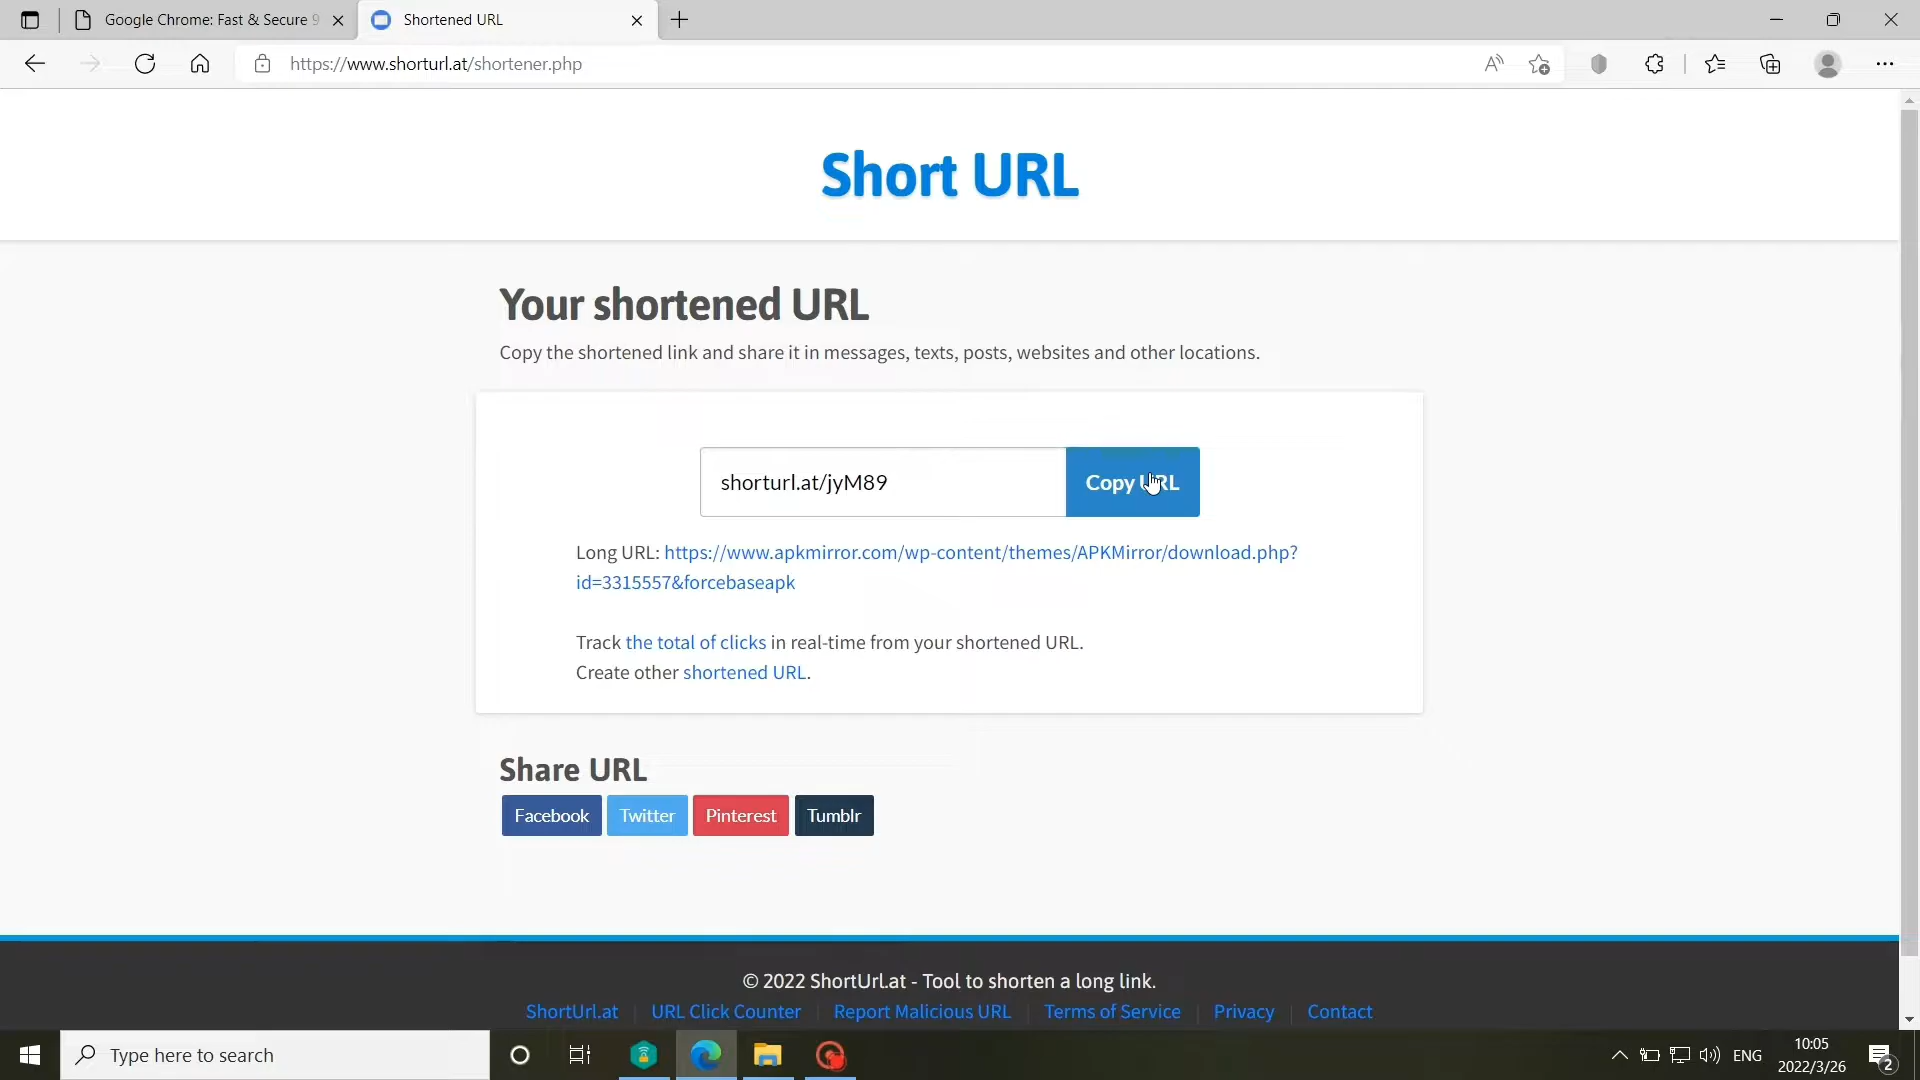 Google Chrome: Fast & Secure 9
Shortened URL
https://www.shorturl.at/shortener.php
Short URL
Your shortened URL
Copy the shortened link and share it in messages, texts, posts, websites and other locations.
shorturl.at/jyM89
Copy URL
Long URL: https://www.apkmirror.com/wp-content/themes/APKMirror/download.php?
id=3315557&forcebaseapk
Track the total of clicks in real-time from your shortened URL.
Create other shortened URL.
Share URL
Facebook Twitter Pinterest Tumblr
© 2022 ShortUrl.at - Tool to shorten a long link.
ShortUrl.at URL Click Counter Report Malicious URL Terms of Service Privacy Contact
Type here to search
ENG
10:05
2022/3/26
2